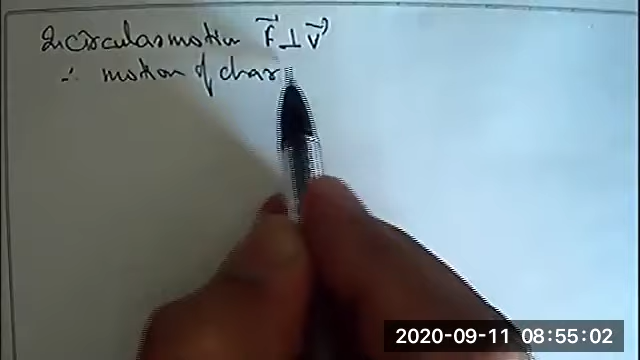 In circular motion F⃗ ⊥ V⃗
∴ motion of char
2020-09-11 08:55:02